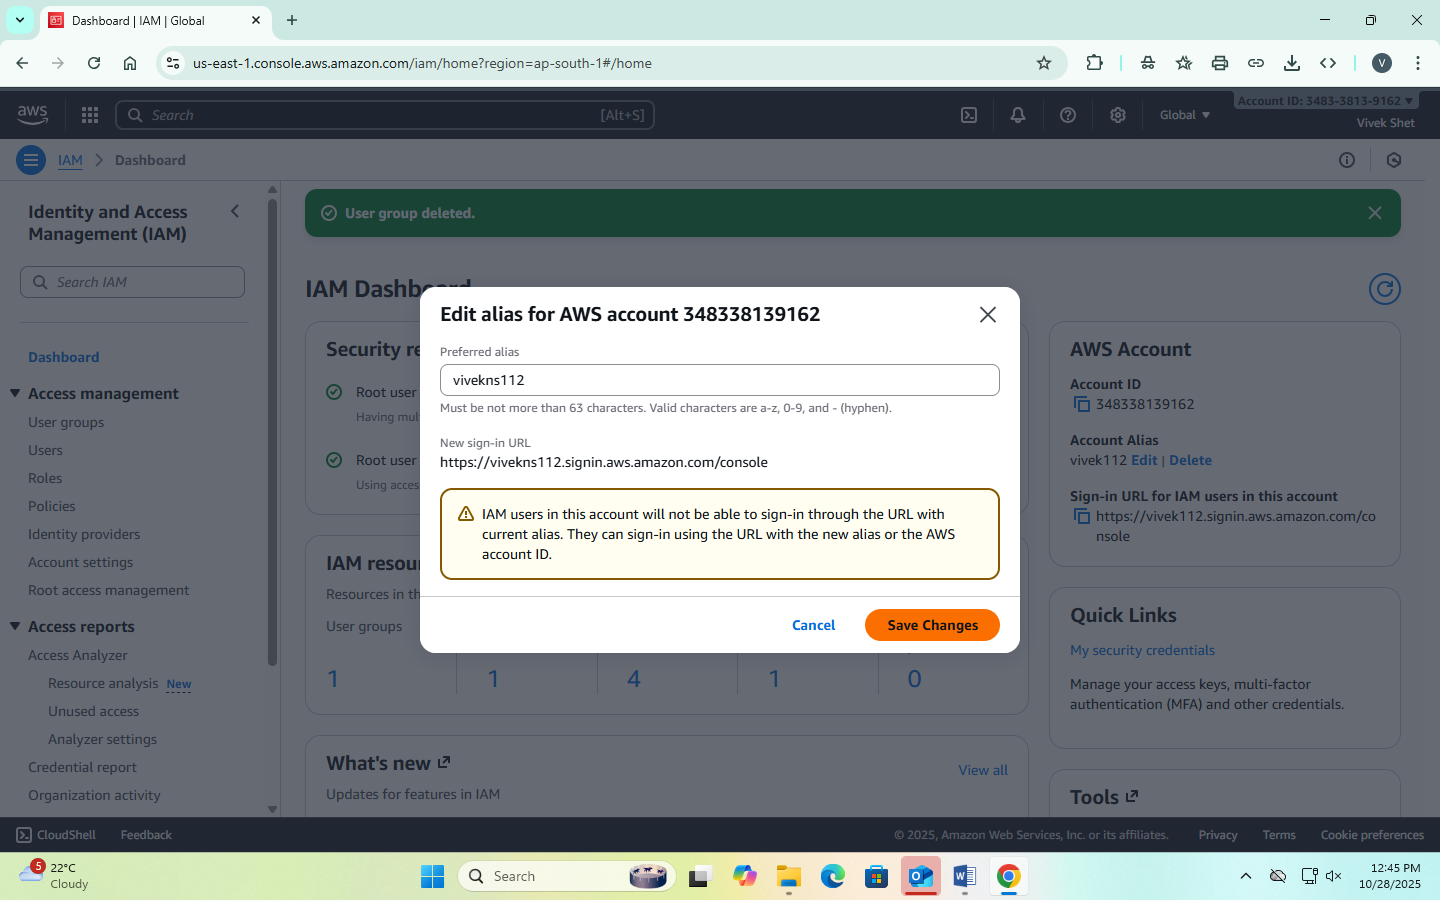 Dashboard | IAM | Global
us-east-1.console.aws.amazon.com/iam/home?region=ap-south-1#/home
V
aws
Search
[Alt+S]
Global
Account ID: 3483-3813-9162
Vivek Shet
IAM
Dashboard
Identity and Access
Management (IAM)
Search IAM
Dashboard
Access management
User groups
Users
Roles
Policies
Identity providers
Account settings
Root access management
Access reports
Access Analyzer
Resource analysis New
Unused access
Analyzer settings
Credential report
Organization activity
User group deleted.
IAM Dashb
Security re
Root user
Having mul
Root user
Using acces
IAM resour
Resources in th
User groups
1
1
4
1
0
What's new
View all
Updates for features in IAM
Edit alias for AWS account 348338139162
Preferred alias
vivekns112
Must be not more than 63 characters. Valid characters are a-z, 0-9, and - (hyphen).
New sign-in URL
https://vivekns112.signin.aws.amazon.com/console
IAM users in this account will not be able to sign-in through the URL with
current alias. They can sign-in using the URL with the new alias or the AWS
account ID.
Cancel
Save Changes
AWS Account
Account ID
348338139162
Account Alias
vivek112 Edit | Delete
Sign-in URL for IAM users in this account
https://vivek112.signin.aws.amazon.com/co
nsole
Quick Links
My security credentials
Manage your access keys, multi-factor
authentication (MFA) and other credentials.
Tools
CloudShell
Feedback
© 2025, Amazon Web Services, Inc. or its affiliates.
Privacy
Terms
Cookie preferences
5
22°C
Cloudy
Search
12:45 PM
10/28/2025